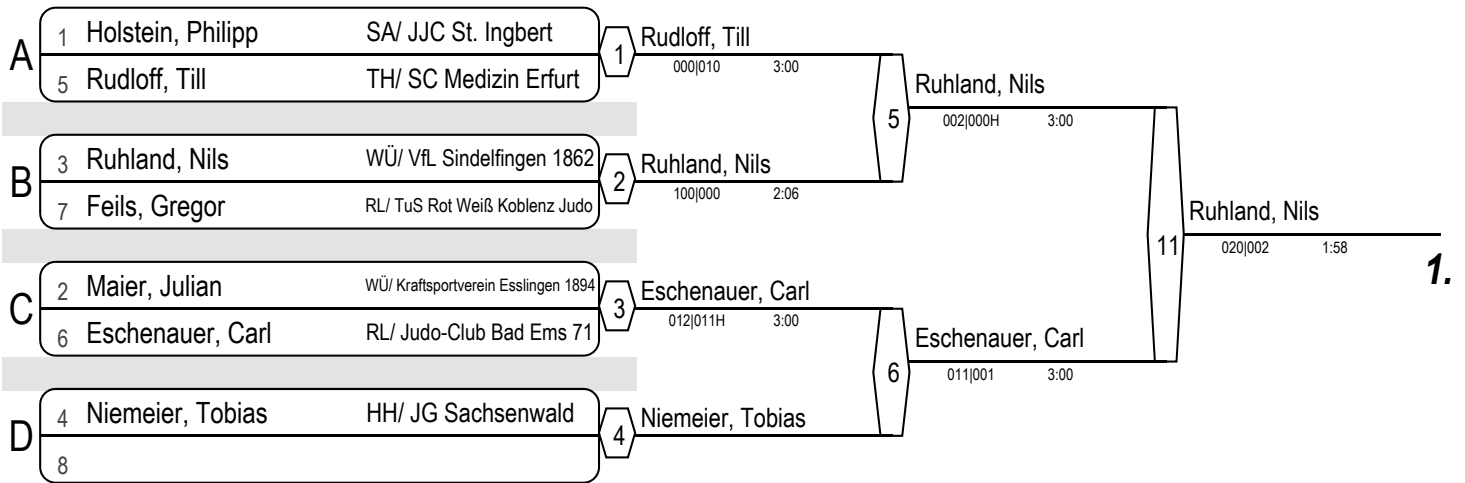 A
1 Holstein, Philipp SA/ JJC St. Ingbert
5 Rudloff, Till TH/ SC Medizin Erfurt
1
Rudloff, Till
000|010 3:00
B
3 Ruhland, Nils WÜ/ VfL Sindelfingen 1862
7 Feils, Gregor RL/ TuS Rot Weiß Koblenz Judo
2
Ruhland, Nils
100|000 2:06
5
Ruhland, Nils
002|000H 3:00
C
2 Maier, Julian WÜ/ Kraftsportverein Esslingen 1894
6 Eschenauer, Carl RL/ Judo-Club Bad Ems 71
3
Eschenauer, Carl
012|011H 3:00
D
4 Niemeier, Tobias HH/ JG Sachsenwald
8
4
Niemeier, Tobias
6
Eschenauer, Carl
011|001 3:00
11
Ruhland, Nils
020|002 1:58
1.